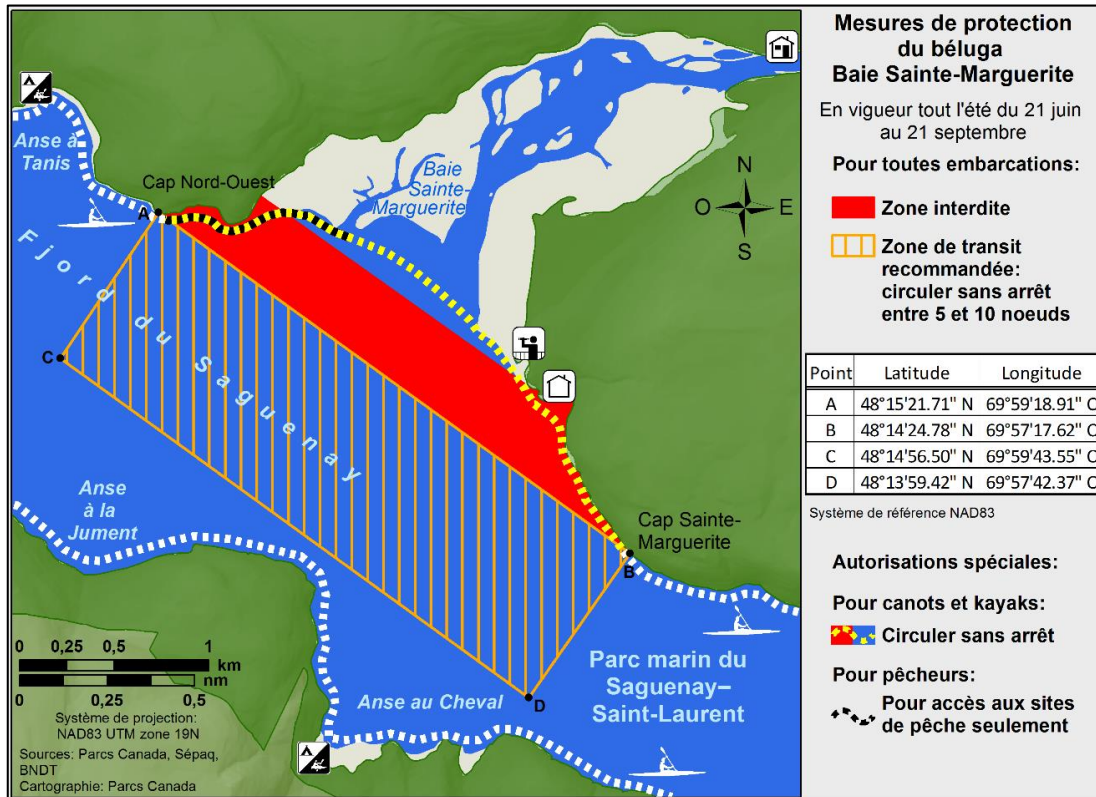 Mesures de protection
du béluga
Baie Sainte-Marguerite
En vigueur tout l'été du 21 juin
au 21 septembre
Pour toutes embarcations:
Zone interdite
Zone de transit
recommandée:
circuler sans arrêt
entre 5 et 10 noeuds
Point Latitude Longitude
A 48°15'21.71" N 69°59'18.91" O
B 48°14'24.78" N 69°57'17.62" O
C 48°14'56.50" N 69°59'43.55" O
D 48°13'59.42" N 69°57'42.37" O
Système de référence NAD83
Autorisations spéciales:
Pour canots et kayaks:
Circuler sans arrêt
Pour pêcheurs:
Pour accès aux sites
de pêche seulement
Anse à
Tanis
Cap Nord-Ouest
Baie
Sainte-
Marguerite
N
O E
S
A
Fjord du Saguenay
C
Anse
à la
Jument
Cap Sainte-
Marguerite
B
Parc marin du
Saguenay–
Saint-Laurent
Anse au Cheval
D
0 0,25 0,5 1
km
nm
0 0,25 0,5
Système de projection:
NAD83 UTM zone 19N
Sources: Parcs Canada, Sépaq,
BNDT
Cartographie: Parcs Canada